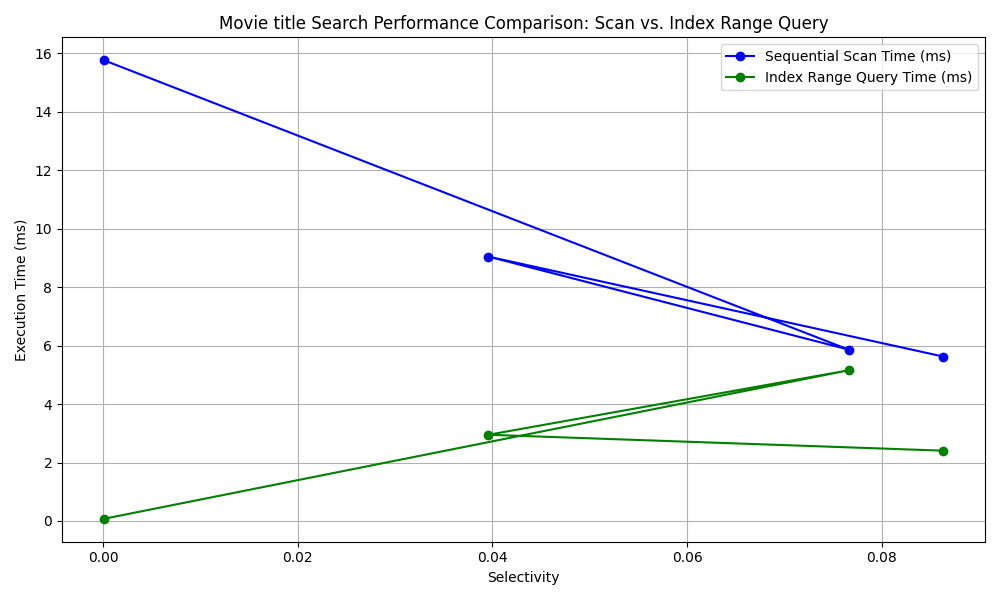 Movie title Search Performance Comparison: Scan vs. Index Range Query
Sequential Scan Time (ms)
Index Range Query Time (ms)
16
14
12
10
8
6
4
2
0
Execution Time (ms)
0.00
0.02
0.04
0.06
0.08
Selectivity